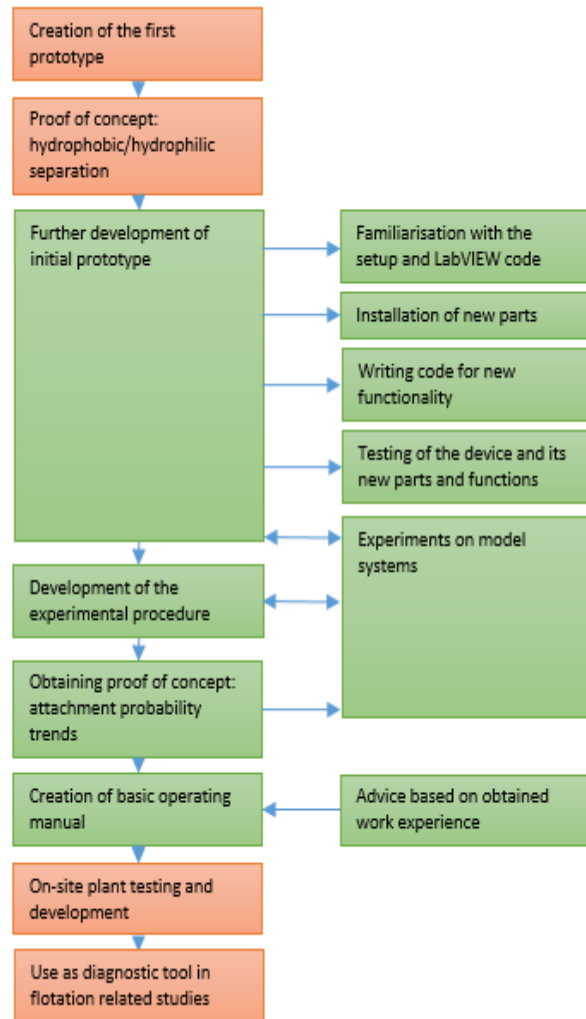 Creation of the first
prototype
Proof of concept:
hydrophobic/hydrophilic
separation
Further development of
initial prototype
Familiarisation with the
setup and LabVIEW code
Installation of new parts
Writing code for new
functionality
Testing of the device and its
new parts and functions
Experiments on model
systems
Development of the
experimental procedure
Obtaining proof of concept:
attachment probability
trends
Creation of basic operating
manual
Advice based on obtained
work experience
On-site plant testing and
development
Use as diagnostic tool in
flotation related studies